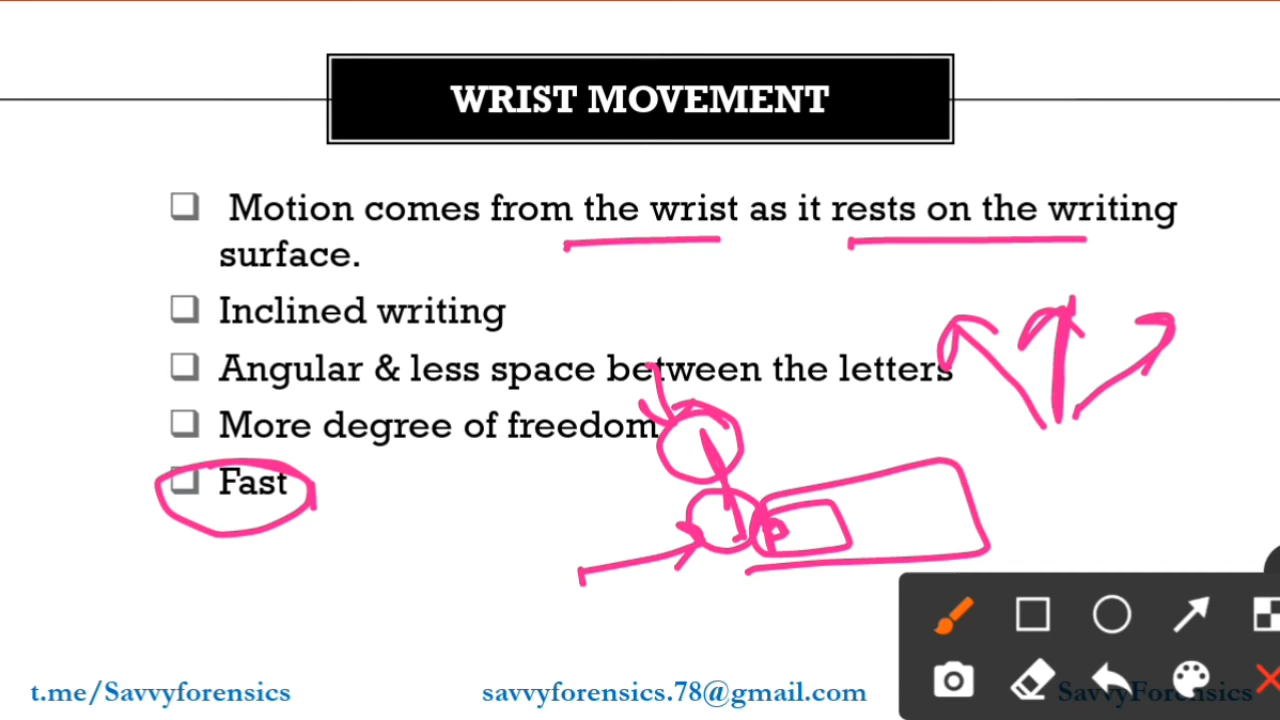 WRIST MOVEMENT
Motion comes from the wrist as it rests on the writing
surface.
Inclined writing
Angular & less space between the letters
More degree of freedom
Fast
P
t.me/Savvyforensics
savvyforensics.78@gmail.com
SavvyForensics